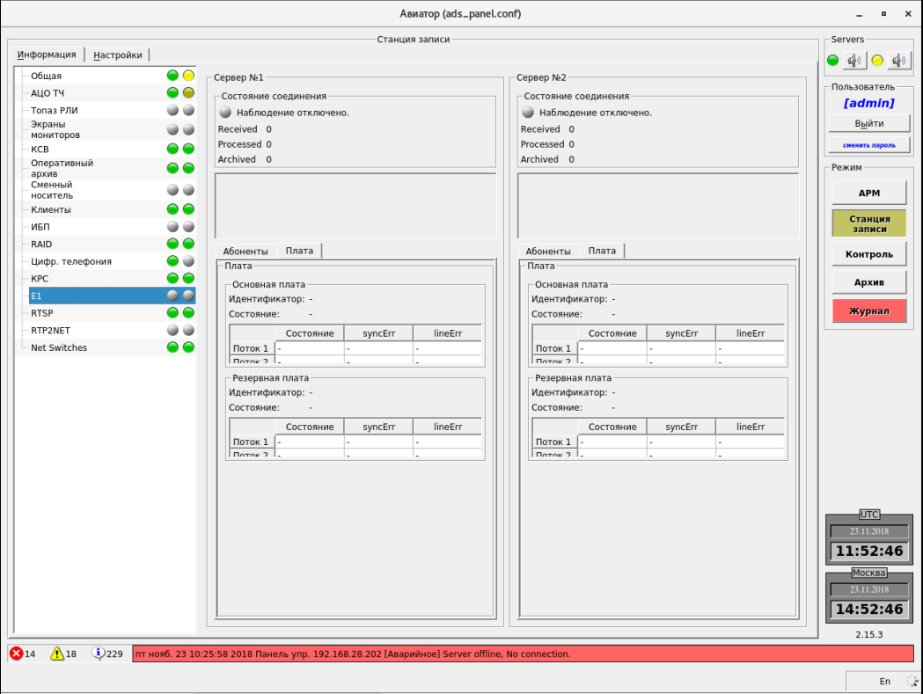 Авиатор (ads_panel.conf)
Станция записи
Информация
Настройки
Общая
АЦО ТЧ
Топаз РЛИ
Экраны
мониторов
КСВ
Оперативный
архив
Сменный
носитель
Клиенты
ИБП
RAID
Цифр. телефония
КРС
E1
RTSP
RTP2NET
Net Switches
Сервер №1
Состояние соединения
Наблюдение отключено.
Received 0
Processed 0
Archived 0
Абоненты Плата
Плата
Основная плата
Идентификатор: -
Состояние: -
Состояние syncErr lineErr
Поток 1 - - -
Поток 2 - - -
Резервная плата
Идентификатор: -
Состояние: -
Состояние syncErr lineErr
Поток 1 - - -
Поток 2 - - -
Сервер №2
Состояние соединения
Наблюдение отключено.
Received 0
Processed 0
Archived 0
Абоненты Плата
Плата
Основная плата
Идентификатор: -
Состояние: -
Состояние syncErr lineErr
Поток 1 - - -
Поток 2 - - -
Резервная плата
Идентификатор: -
Состояние: -
Состояние syncErr lineErr
Поток 1 - - -
Поток 2 - - -
Servers
Пользователь
[admin]
Выйти
сменить пароль
Режим
АРМ
Станция
записи
Контроль
Архив
Журнал
UTC
23.11.2018
11:52:46
Москва
23.11.2018
14:52:46
2.15.3
14 18 229 пт нояб. 23 10:25:58 2018 Панель упр. 192.168.28.202 [Аварийное] Server offline, No connection.
En